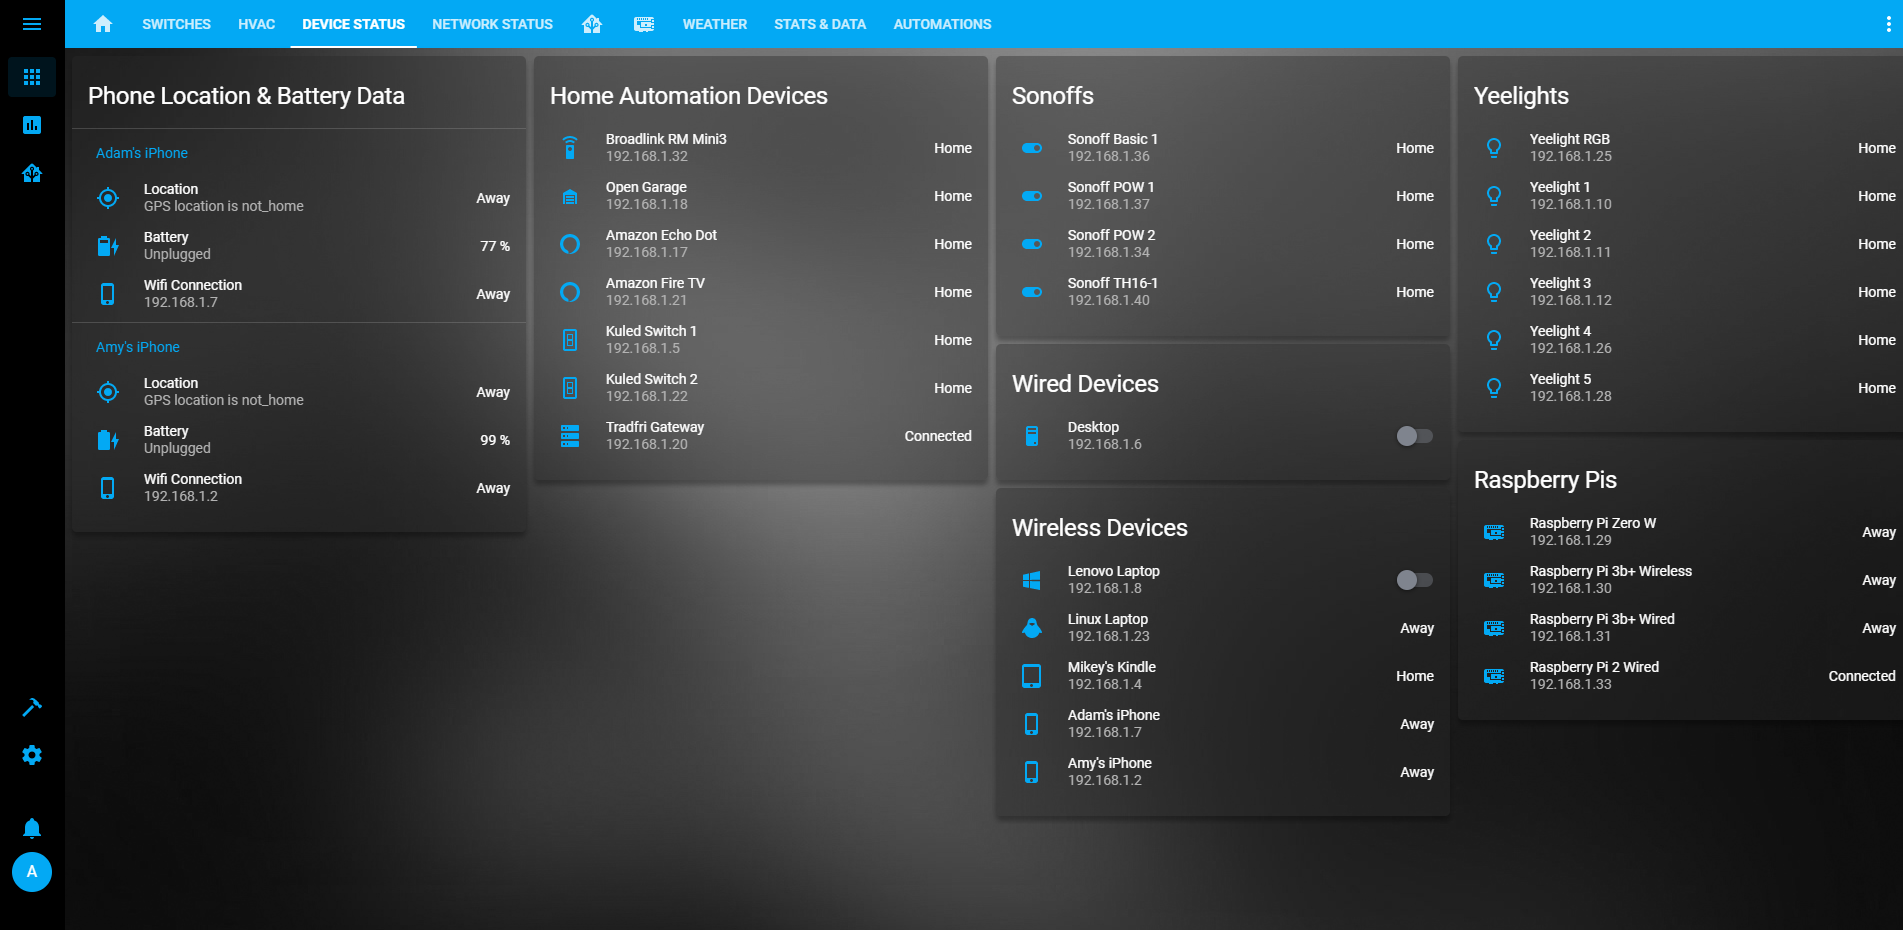 SWITCHES
HVAC
DEVICE STATUS
NETWORK STATUS
WEATHER
STATS & DATA
AUTOMATIONS
Phone Location & Battery Data
Adam's iPhone
Location
GPS location is not_home
Away
Battery
Unplugged
77 %
Wifi Connection
192.168.1.7
Away
Amy's iPhone
Location
GPS location is not_home
Away
Battery
Unplugged
99 %
Wifi Connection
192.168.1.2
Away
Home Automation Devices
Broadlink RM Mini3
192.168.1.32
Home
Open Garage
192.168.1.18
Home
Amazon Echo Dot
192.168.1.17
Home
Amazon Fire TV
192.168.1.21
Home
Kuled Switch 1
192.168.1.5
Home
Kuled Switch 2
192.168.1.22
Home
Tradfri Gateway
192.168.1.20
Connected
Sonoffs
Sonoff Basic 1
192.168.1.36
Home
Sonoff POW 1
192.168.1.37
Home
Sonoff POW 2
192.168.1.34
Home
Sonoff TH16-1
192.168.1.40
Home
Wired Devices
Desktop
192.168.1.6
Wireless Devices
Lenovo Laptop
192.168.1.8
Linux Laptop
192.168.1.23
Away
Mikey's Kindle
192.168.1.4
Home
Adam's iPhone
192.168.1.7
Away
Amy's iPhone
192.168.1.2
Away
Yeelights
Yeelight RGB
192.168.1.25
Home
Yeelight 1
192.168.1.10
Home
Yeelight 2
192.168.1.11
Home
Yeelight 3
192.168.1.12
Home
Yeelight 4
192.168.1.26
Home
Yeelight 5
192.168.1.28
Home
Raspberry Pis
Raspberry Pi Zero W
192.168.1.29
Away
Raspberry Pi 3b+ Wireless
192.168.1.30
Away
Raspberry Pi 3b+ Wired
192.168.1.31
Away
Raspberry Pi 2 Wired
192.168.1.33
Connected
A